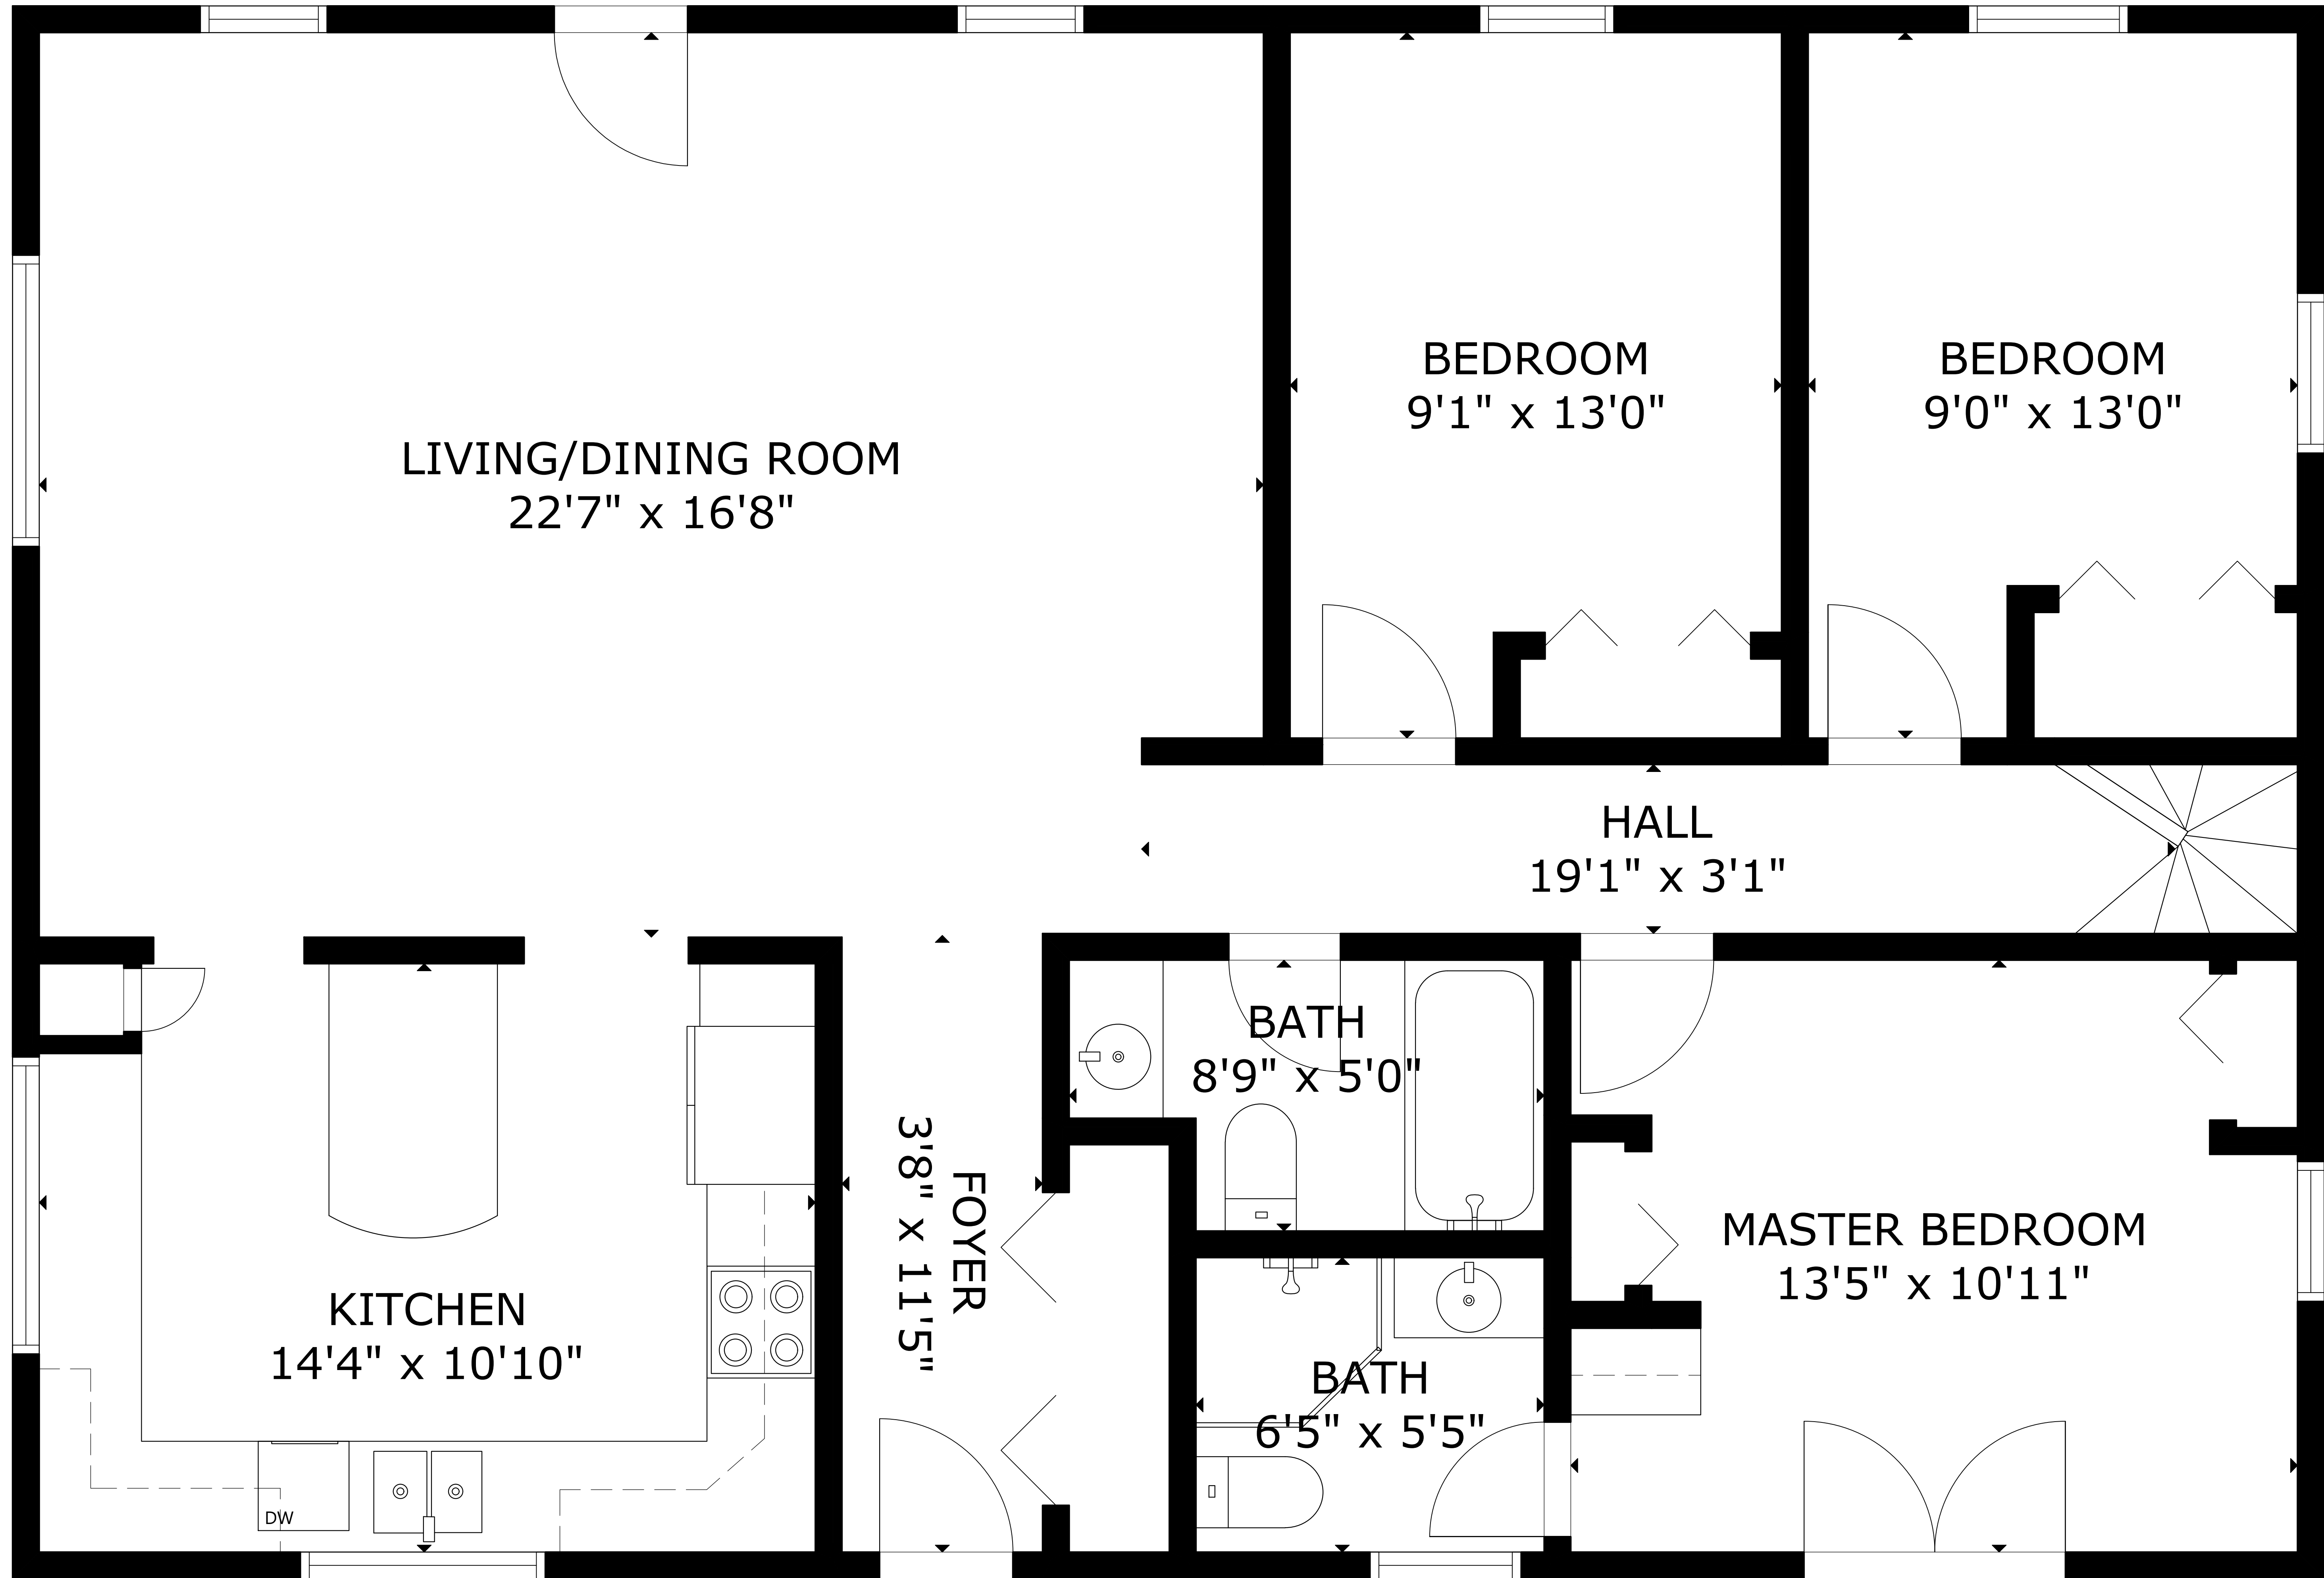 LIVING/DINING ROOM
22'7" x 16'8"
BEDROOM
9'1" x 13'0"
BEDROOM
9'0" x 13'0"
HALL
19'1" x 3'1"
BATH
8'9" x 5'0"
FOYER
3'8" x 11'5"
KITCHEN
14'4" x 10'10"
DW
BATH
6'5" x 5'5"
MASTER BEDROOM
13'5" x 10'11"